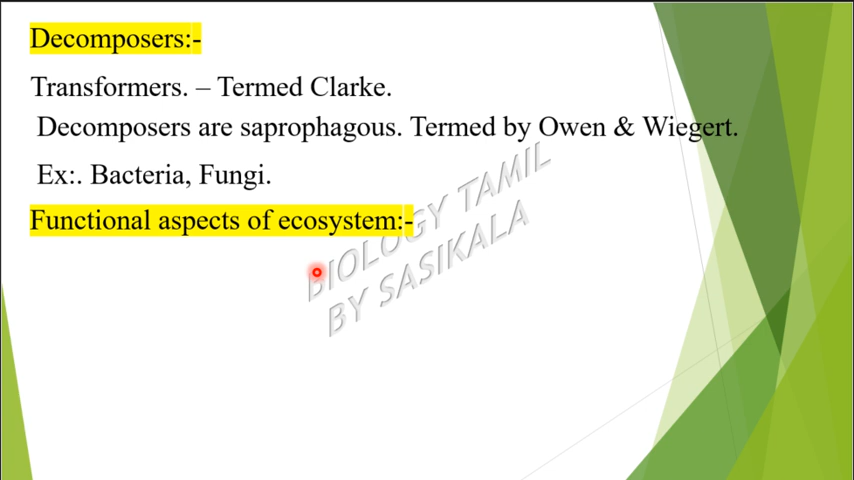 Decomposers:-
Transformers. – Termed Clarke.
Decomposers are saprophagous. Termed by Owen & Wiegert.
Ex:. Bacteria, Fungi.
Functional aspects of ecosystem:-
BIOLOGY TAMIL
BY SASIKALA